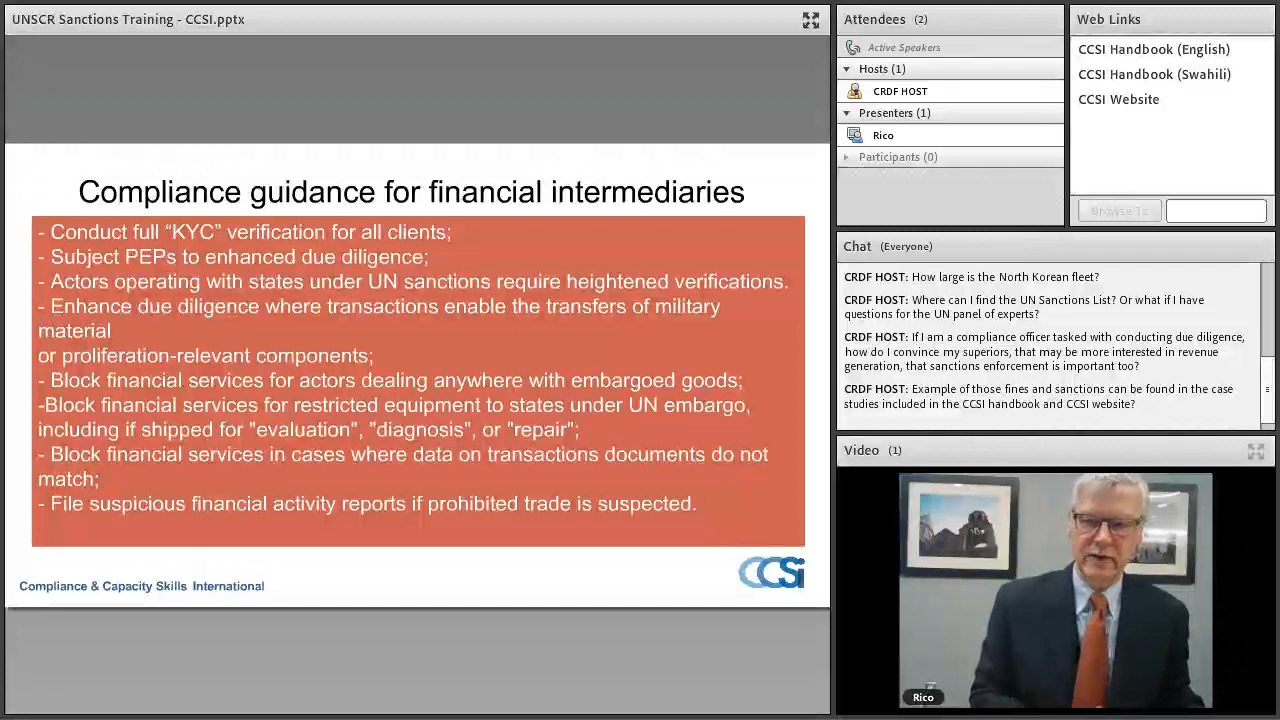 UNSCR Sanctions Training - CCSI.pptx
Compliance guidance for financial intermediaries
- Conduct full “KYC” verification for all clients;
- Subject PEPs to enhanced due diligence;
- Actors operating with states under UN sanctions require heightened verifications.
- Enhance due diligence where transactions enable the transfers of military
material
or proliferation-relevant components;
- Block financial services for actors dealing anywhere with embargoed goods;
-Block financial services for restricted equipment to states under UN embargo,
including if shipped for "evaluation", "diagnosis", or "repair";
- Block financial services in cases where data on transactions documents do not
match;
- File suspicious financial activity reports if prohibited trade is suspected.
Compliance & Capacity Skills International
CCSi
Attendees (2)
Active Speakers
Hosts (1)
CRDF HOST
Presenters (1)
Rico
Participants (0)
Web Links
CCSI Handbook (English)
CCSI Handbook (Swahili)
CCSI Website
Browse To
Chat (Everyone)
CRDF HOST: How large is the North Korean fleet?
CRDF HOST: Where can I find the UN Sanctions List? Or what if I have
questions for the UN panel of experts?
CRDF HOST: If I am a compliance officer tasked with conducting due diligence,
how do I convince my superiors, that may be more interested in revenue
generation, that sanctions enforcement is important too?
CRDF HOST: Example of those fines and sanctions can be found in the case
studies included in the CCSI handbook and CCSI website?
Video (1)
Rico